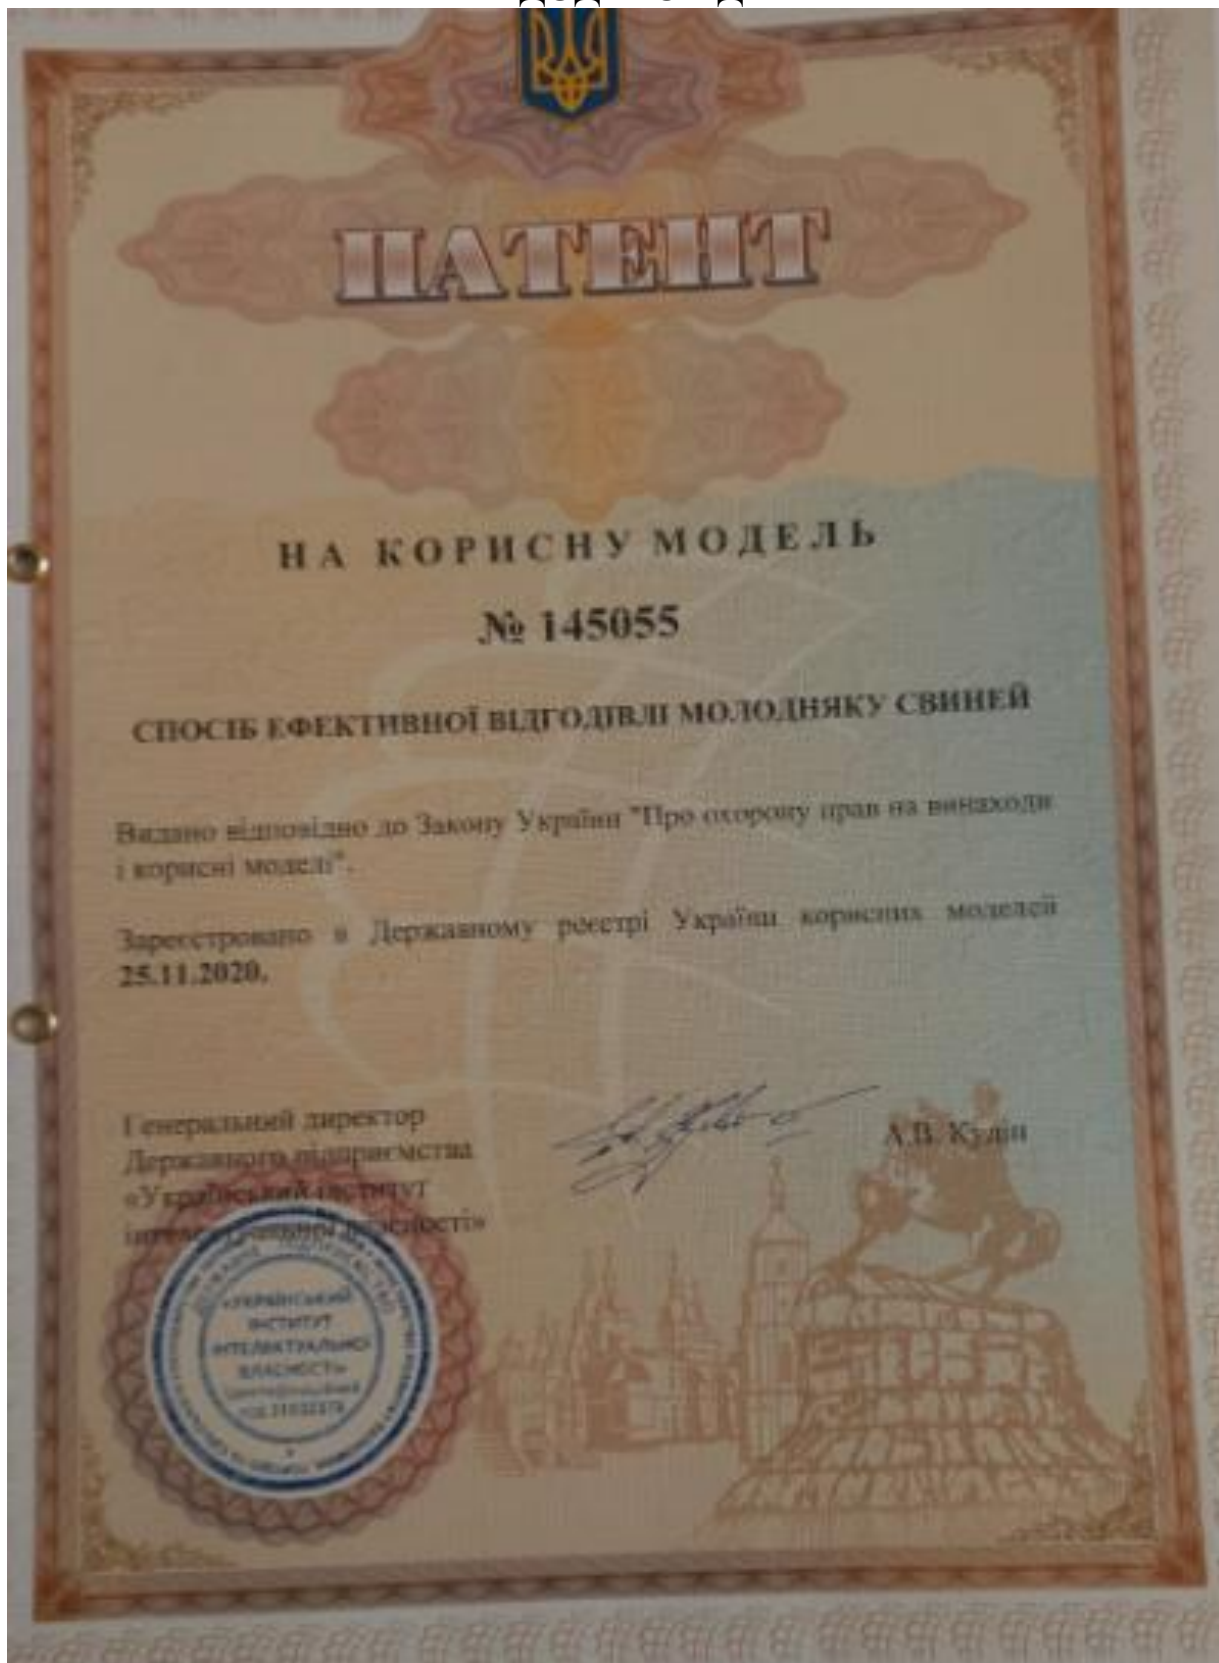 ПАТЕНТ
НА КОРИСНУ МОДЕЛЬ
№ 145055
СПОСІБ ЕФЕКТИВНОЇ ВІДГОДІВЛІ МОЛОДНЯКУ СВИНЕЙ
Видано відповідно до Закону України "Про охорону прав на винаходи
і корисні моделі".
Зареєстровано в Державному реєстрі України корисних моделей
25.11.2020.
Генеральний директор
Державного підприємства
«Український інститут
інтелектуальної власності»
А.В. Кудін
«УКРАЇНСЬКИЙ
ІНСТИТУТ
ІНТЕЛЕКТУАЛЬНОЇ
ВЛАСНОСТІ»